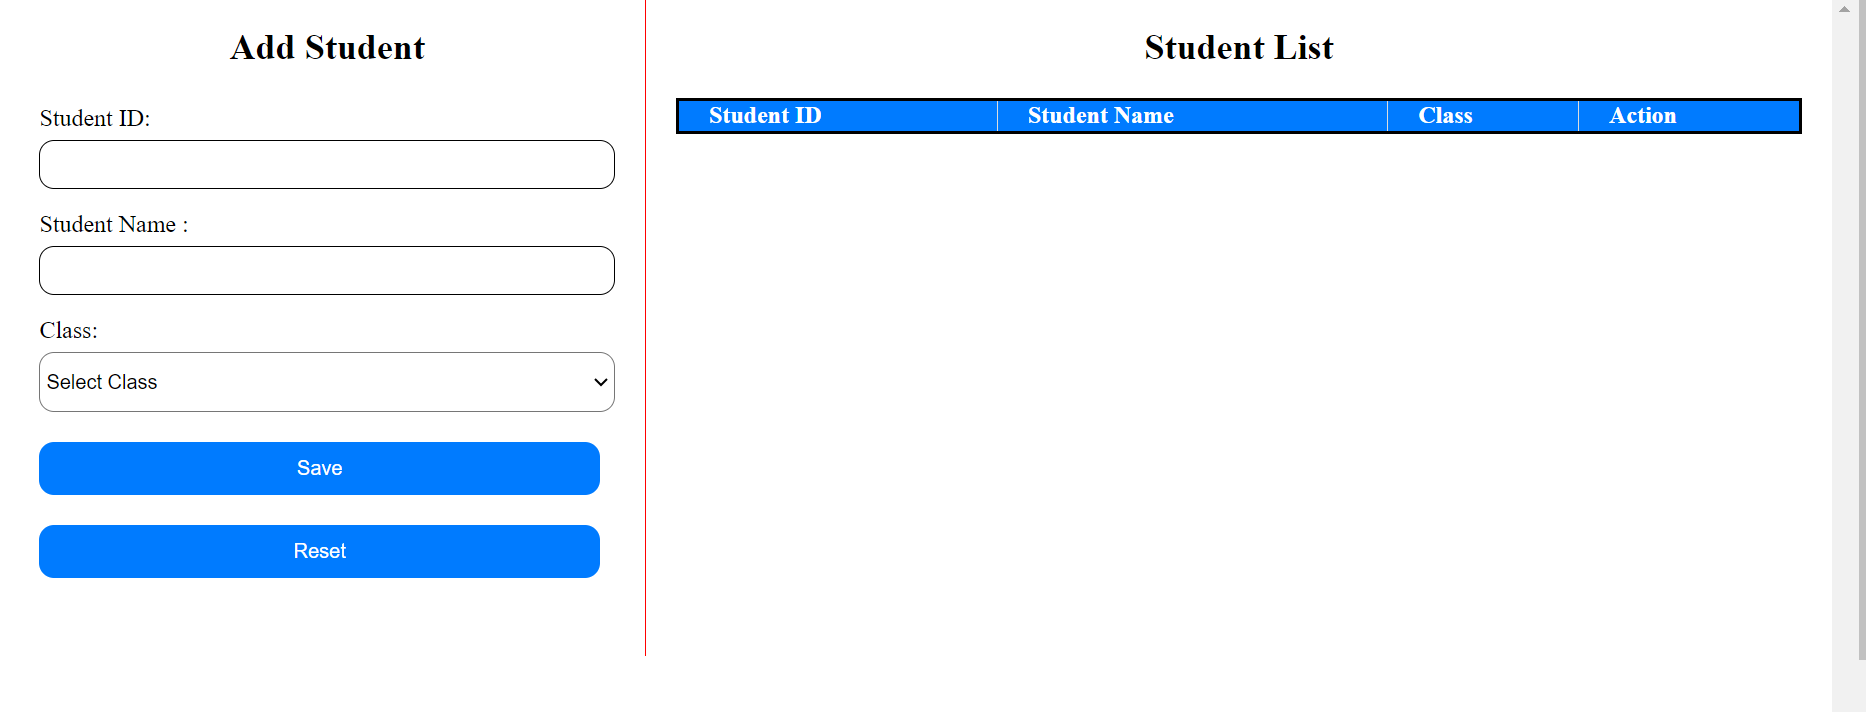 Add Student
Student ID:
Student Name :
Class:
Select Class
Save
Reset
Student List
Student ID Student Name Class Action